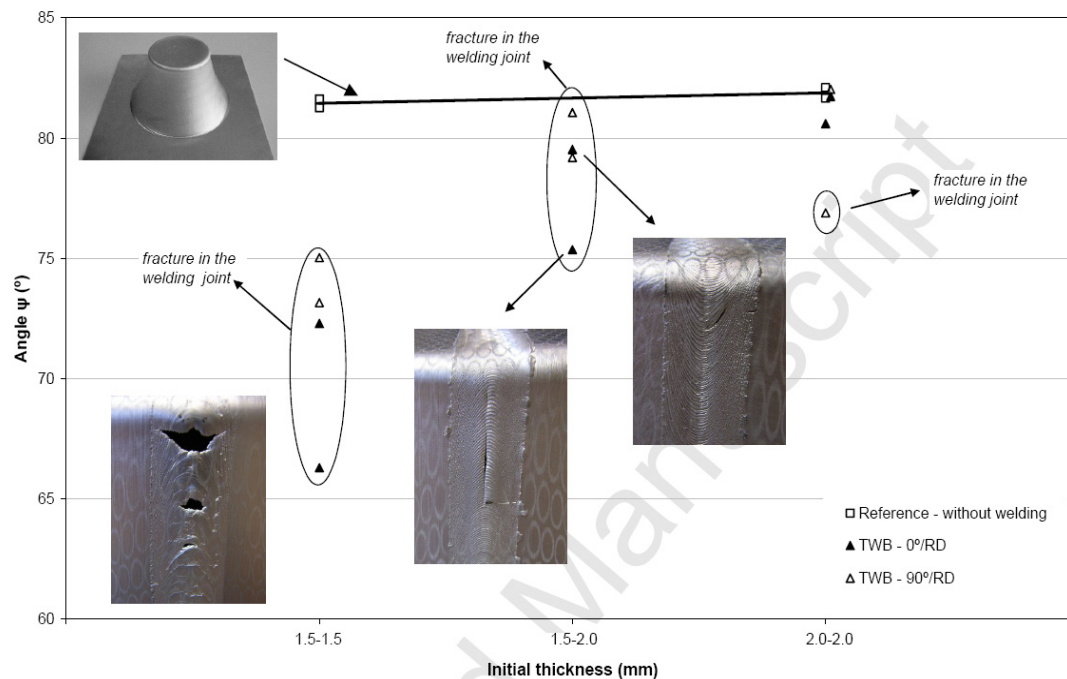 85
80
75
70
65
60
Angle ψ (º)
fracture in the
welding joint
fracture in the
welding joint
fracture in the
welding joint
Reference - without welding
TWB - 0º/RD
TWB - 90º/RD
1.5-1.5
1.5-2.0
2.0-2.0
Initial thickness (mm)
d Manuscript